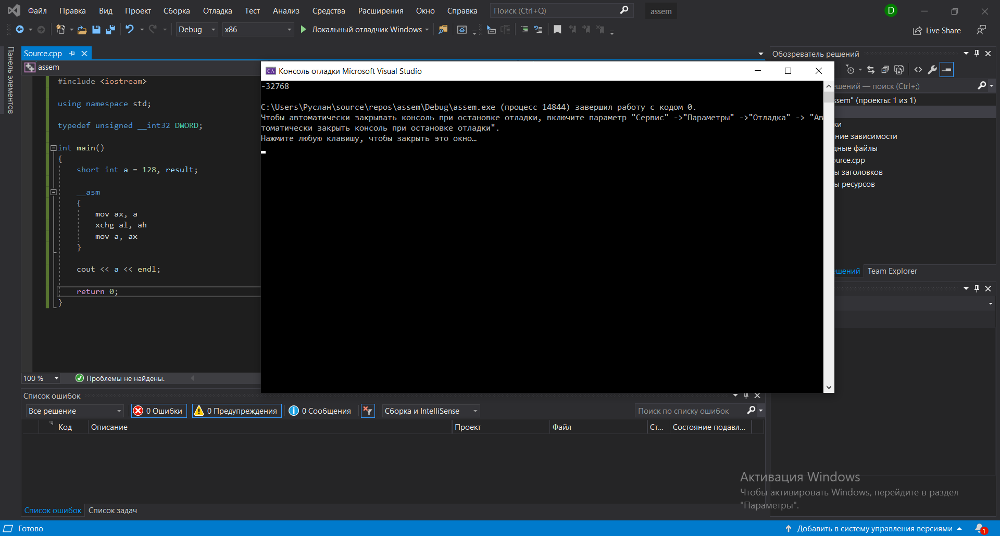 Файл Правка Вид Проект Сборка Отладка Тест Анализ Средства Расширения Окно Справка Поиск (Ctrl+Q) assem D
Debug x86 Локальный отладчик Windows Live Share
Панель элементов
Source.cpp
assem
#include <iostream>
using namespace std;
typedef unsigned __int32 DWORD;
int main()
{
short int a = 128, result;
__asm
{
mov ax, a
xchg al, ah
mov a, ax
}
cout << a << endl;
return 0;
}
100 % Проблемы не найдены.
Консоль отладки Microsoft Visual Studio
-32768
C:\Users\Руслан\source\repos\assem\Debug\assem.exe (процесс 14844) завершил работу с кодом 0.
Чтобы автоматически закрывать консоль при остановке отладки, включите параметр "Сервис" ->"Параметры" ->"Отладка" -> "Ав
томатически закрыть консоль при остановке отладки".
Нажмите любую клавишу, чтобы закрыть это окно…
Обозреватель решений
ешений — поиск (Ctrl+;)
ssem" (проекты: 1 из 1)
ки
ние зависимости
дные файлы
ource.cpp
ы заголовков
ы ресурсов
ешений Team Explorer
Список ошибок
Все решение 0 Ошибки 0 Предупреждения 0 Сообщения Сборка и IntelliSense Поиск по списку ошибок
Код Описание Проект Файл Ст... Состояние подавл...
Список ошибок Список задач
Активация Windows
Чтобы активировать Windows, перейдите в раздел
"Параметры".
Готово Добавить в систему управления версиями 1